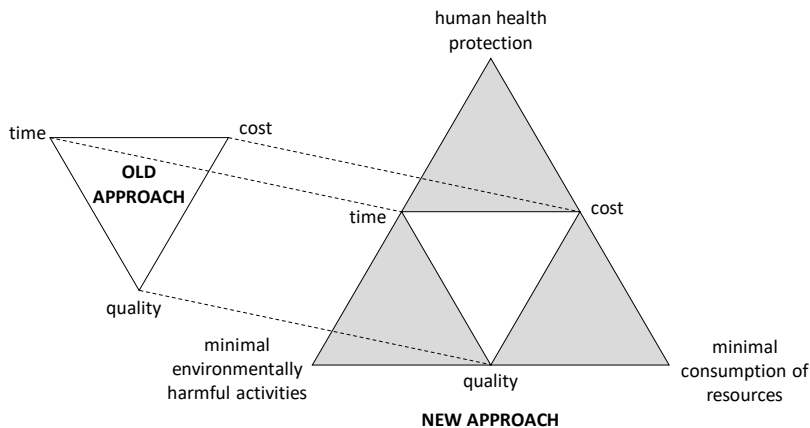 human health
protection
time
cost
OLD
APPROACH
time
cost
quality
minimal
environmentally
harmful activities
quality
minimal
consumption of
resources
NEW APPROACH